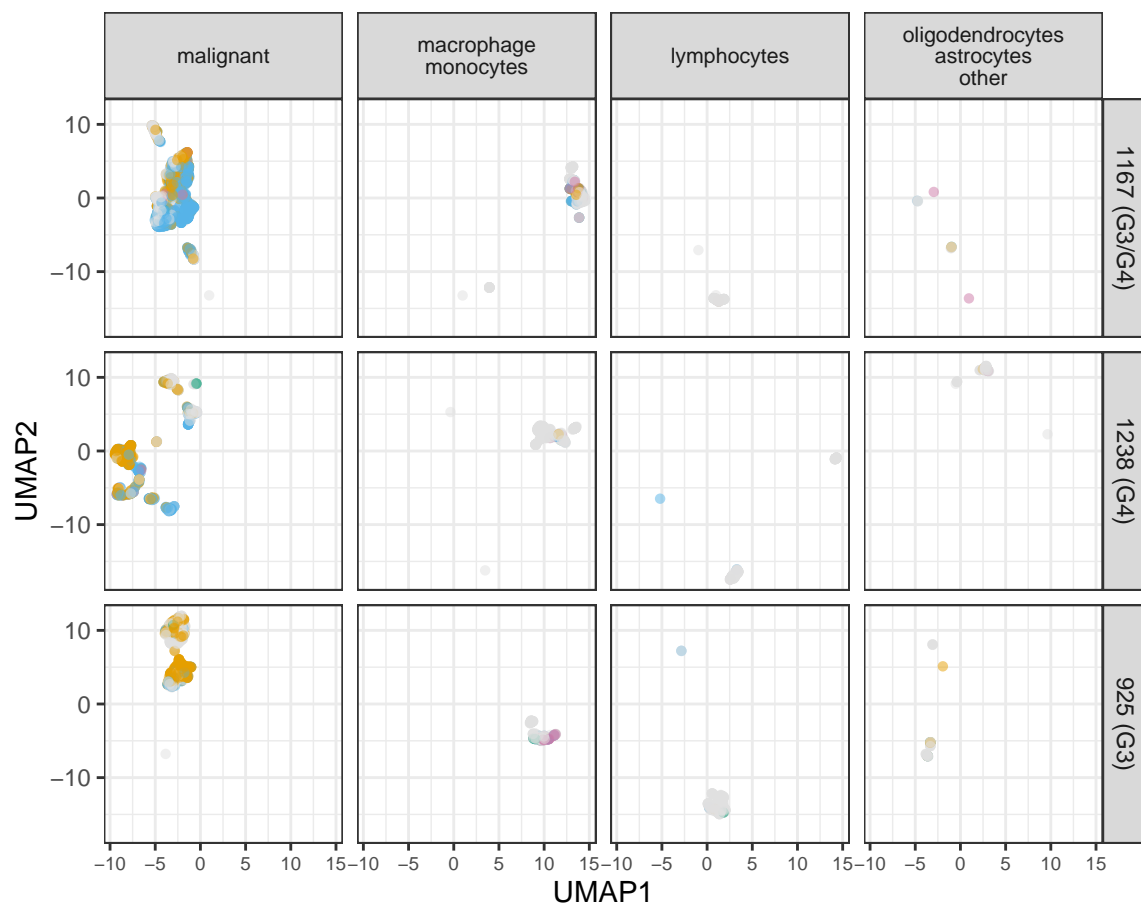 malignant
macrophage
monocytes
lymphocytes
oligodendrocytes
astrocytes
other
10
0
−10
1167 (G3/G4)
10
0
−10
1238 (G4)
10
0
−10
925 (G3)
UMAP2
−10 −5 0 5 10 15 −10 −5 0 5 10 15 −10 −5 0 5 10 15 −10 −5 0 5 10 15
UMAP1